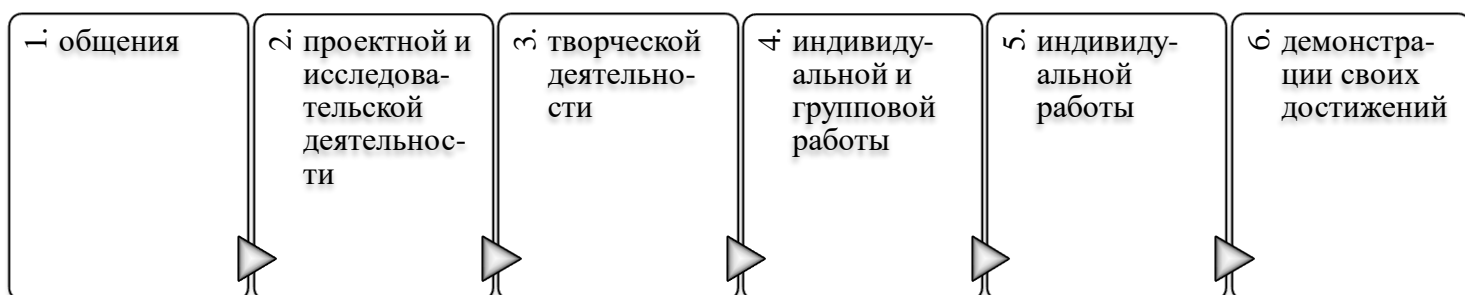 1. общения
2. проектной и
исследова-
тельской
деятельнос-
ти
3. творческой
деятельно-
сти
4. индивиду-
альной и
групповой
работы
5. индивиду-
альной
работы
6. демонстра-
ции своих
достижений